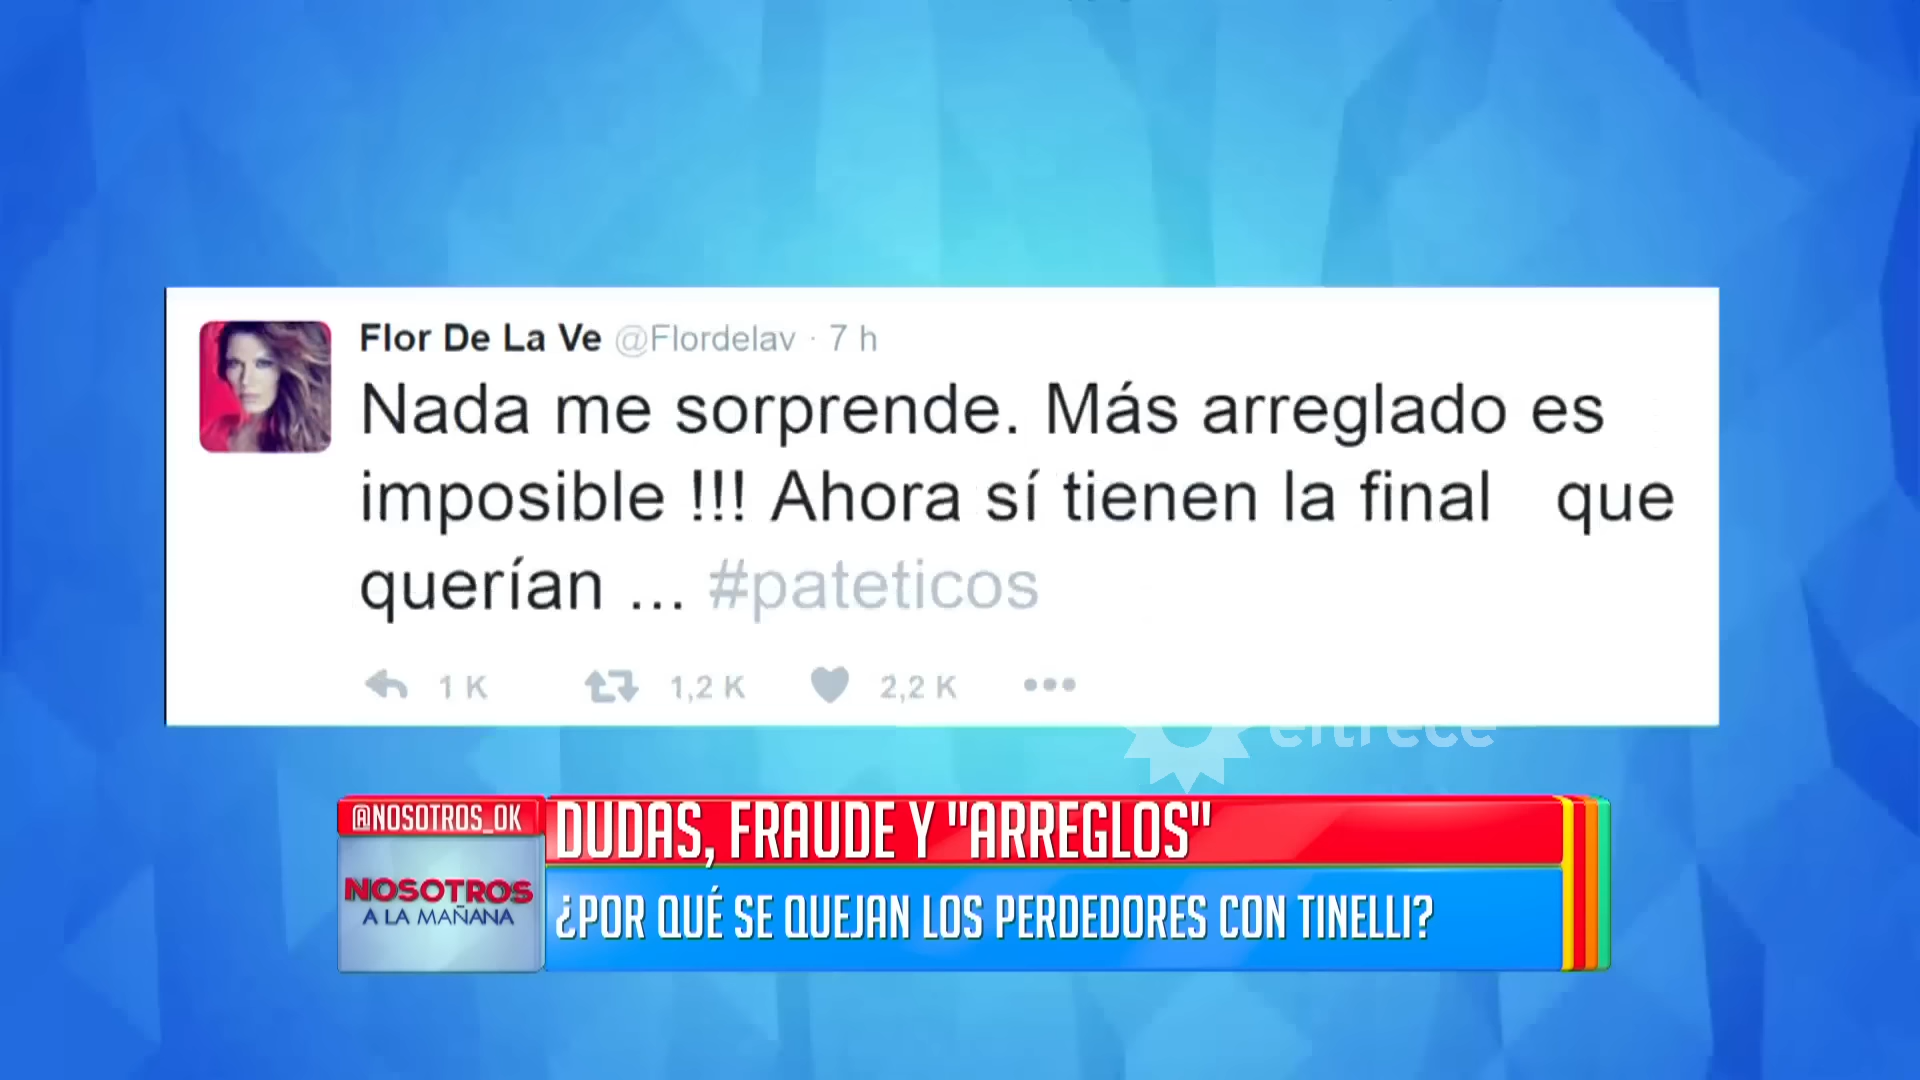 Flor De La Ve @Flordelav · 7 h
Nada me sorprende. Más arreglado es
imposible !!! Ahora sí tienen la final que
querían ... #pateticos
1 K 1,2 K 2,2 K
eltrece
@NOSOTROS_OK
NOSOTROS
A LA MAÑANA
DUDAS, FRAUDE Y "ARREGLOS"
¿POR QUÉ SE QUEJAN LOS PERDEDORES CON TINELLI?